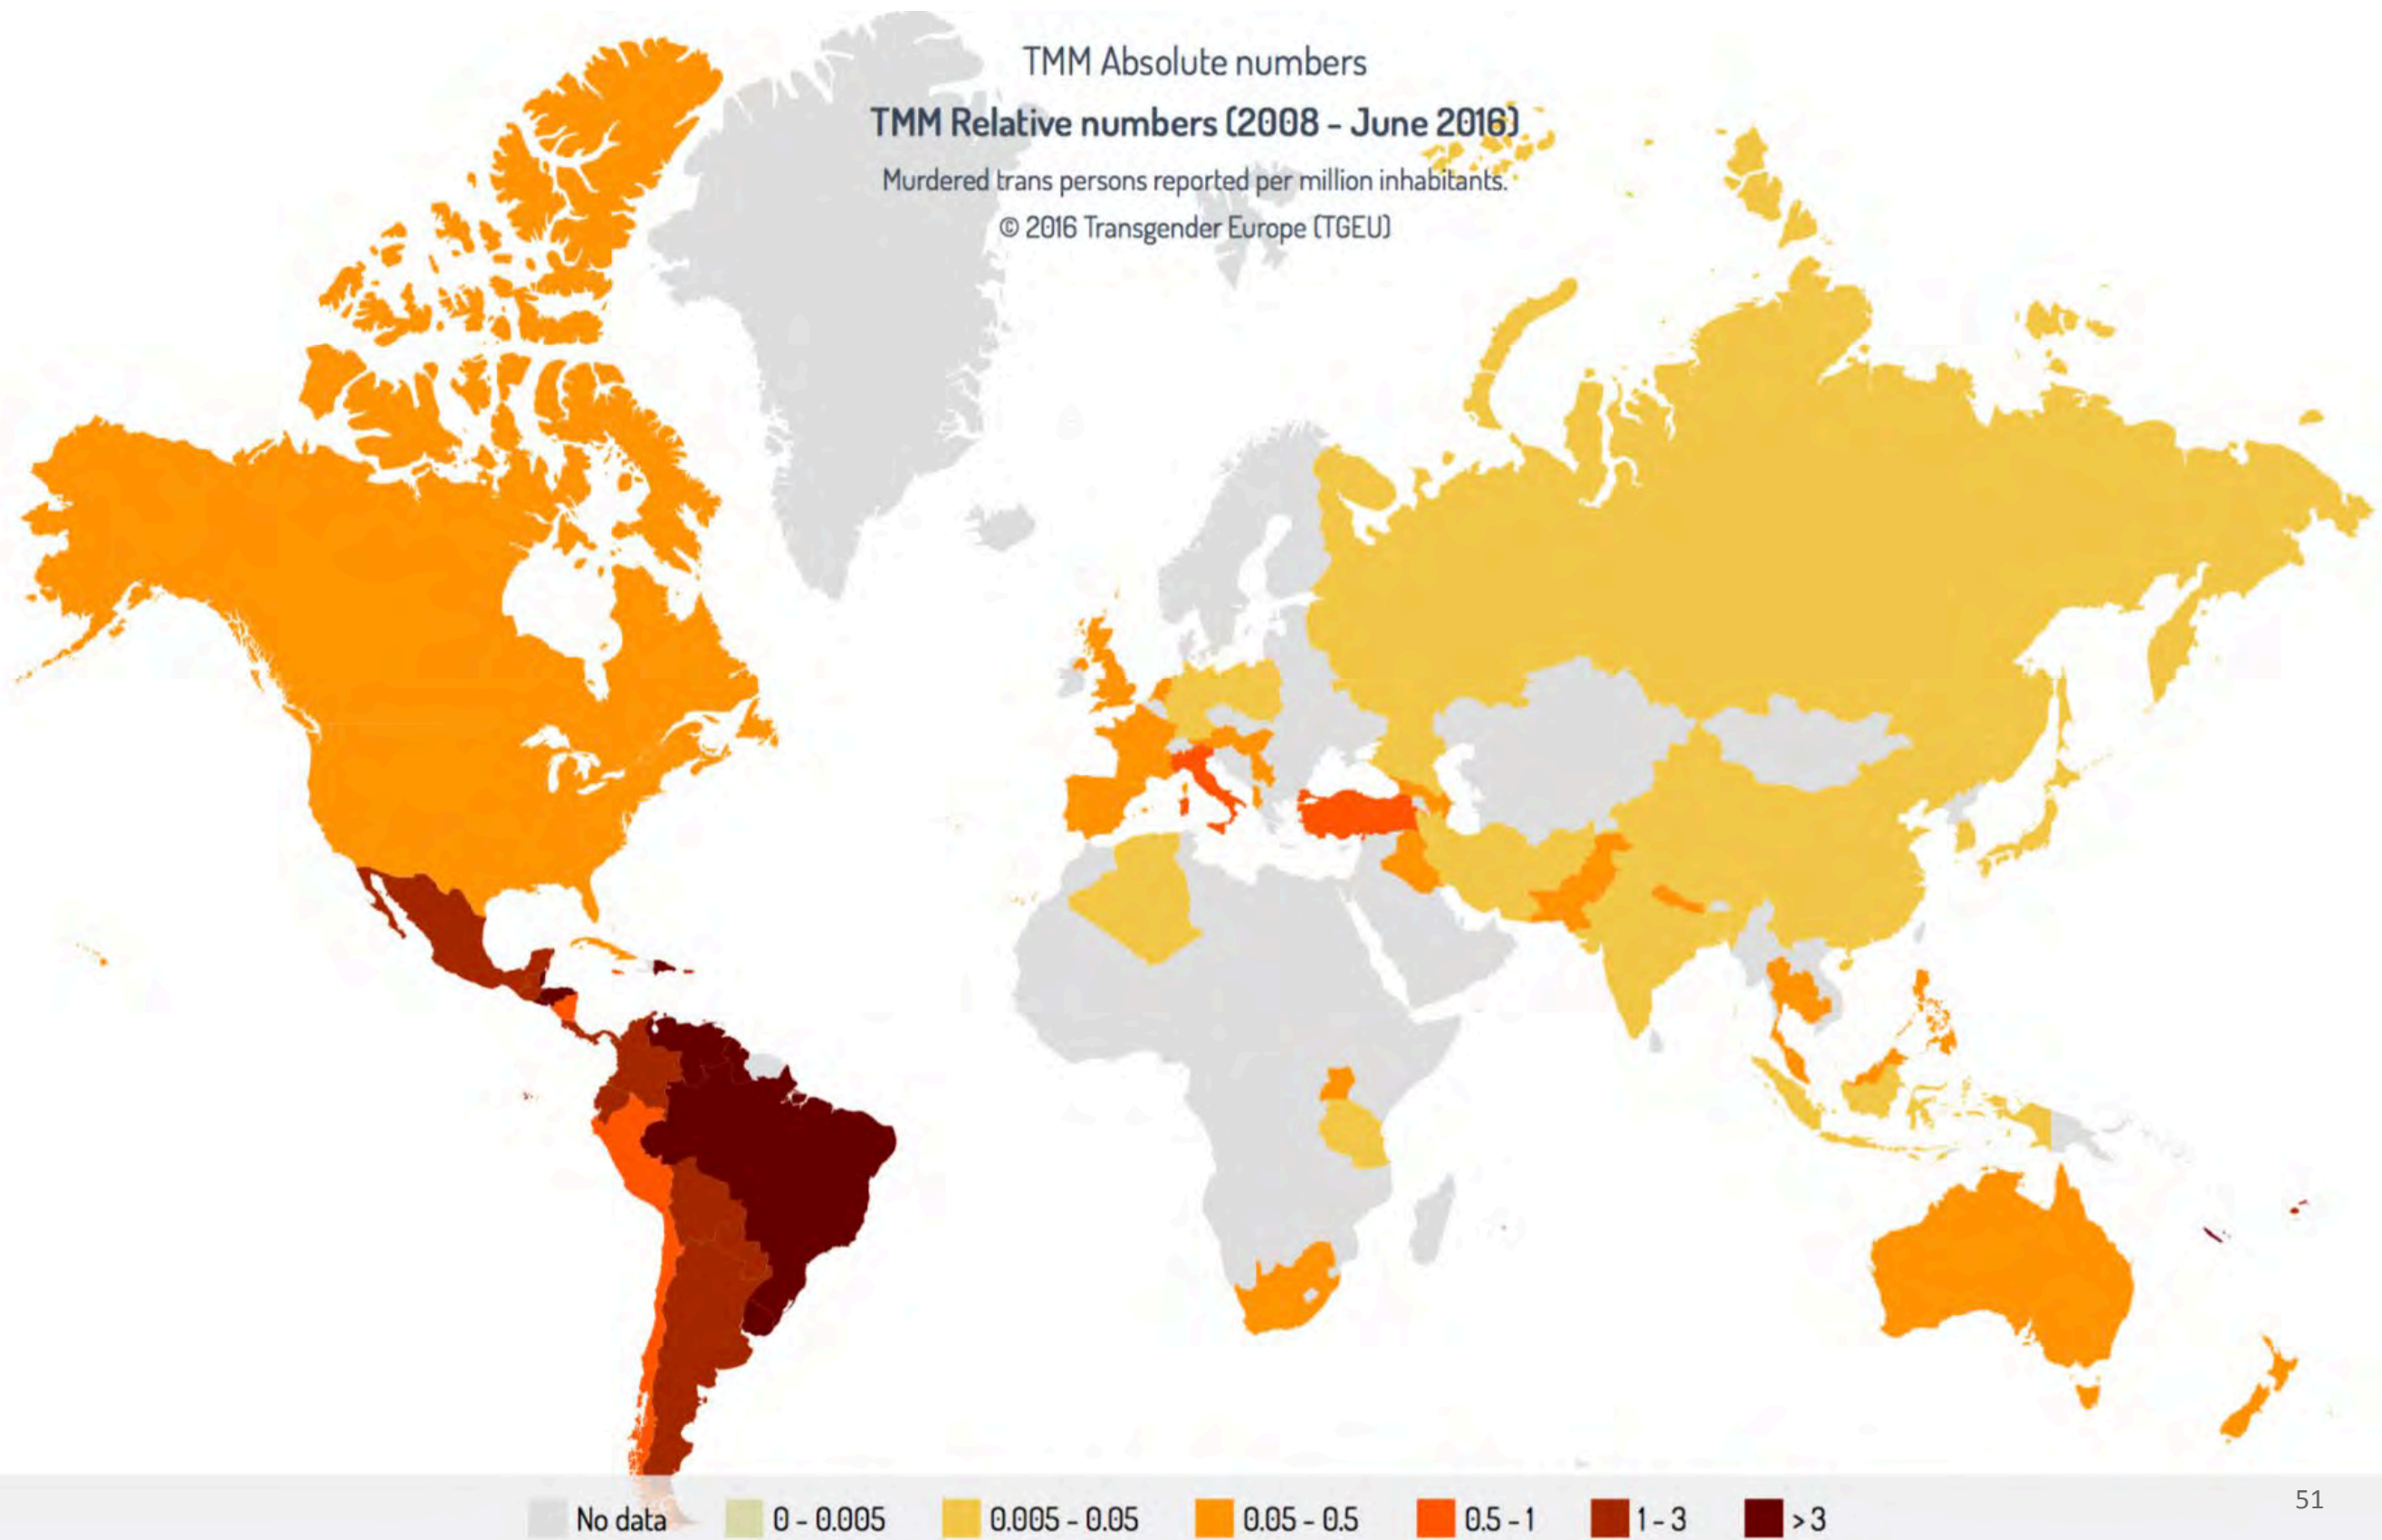 TMM Absolute numbers
TMM Relative numbers (2008 - June 2016)
Murdered trans persons reported per million inhabitants.
© 2016 Transgender Europe (TGEU)
No data 0 - 0.005 0.005 - 0.05 0.05 - 0.5 0.5 - 1 1 - 3 > 3
51